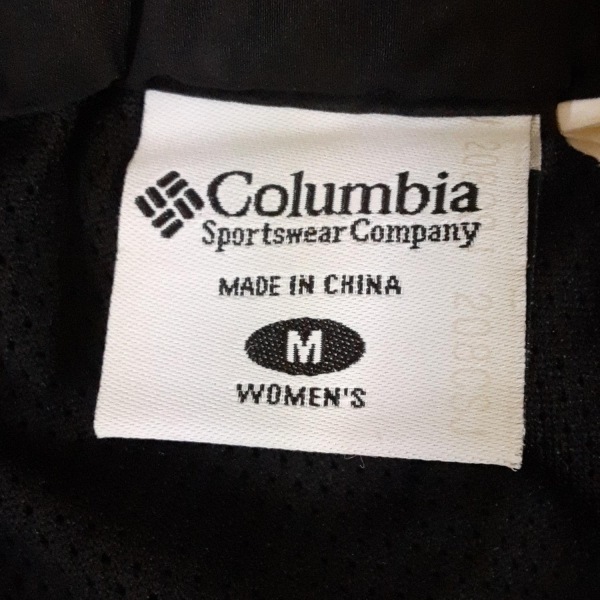 Columbia
Sportswear Company
MADE IN CHINA
M
WOMEN'S